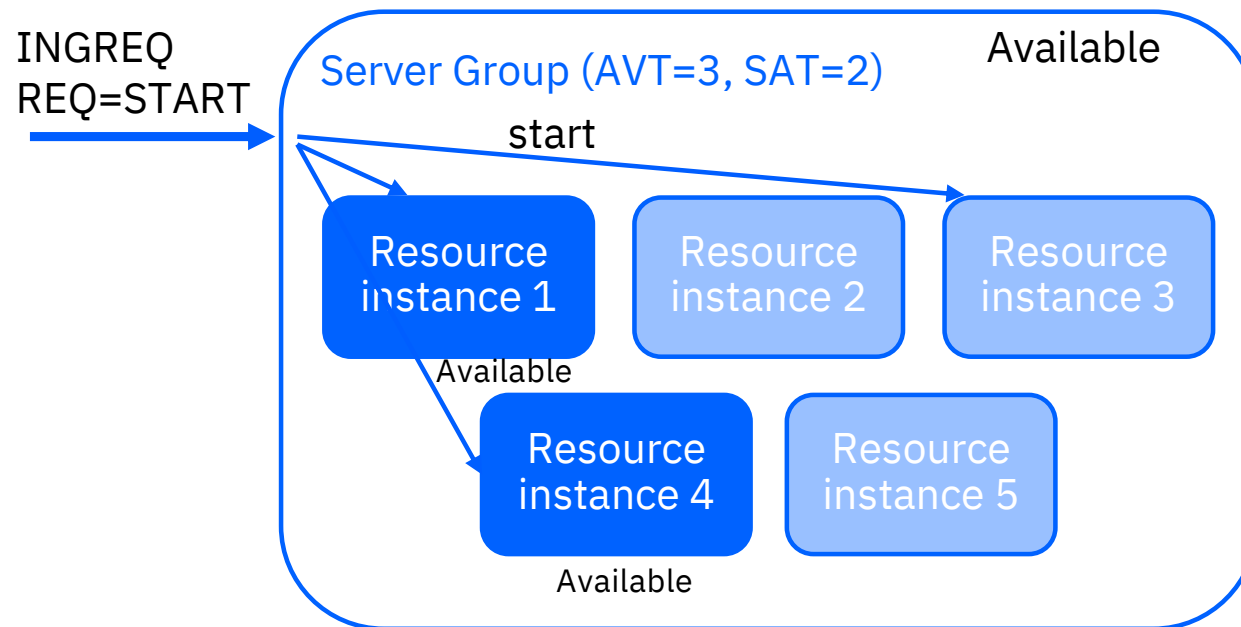 INGREQ
REQ=START
Server Group (AVT=3, SAT=2)
Available
start
Resource
instance 1
Resource
instance 2
Resource
instance 3
Available
Resource
instance 4
Resource
instance 5
Available